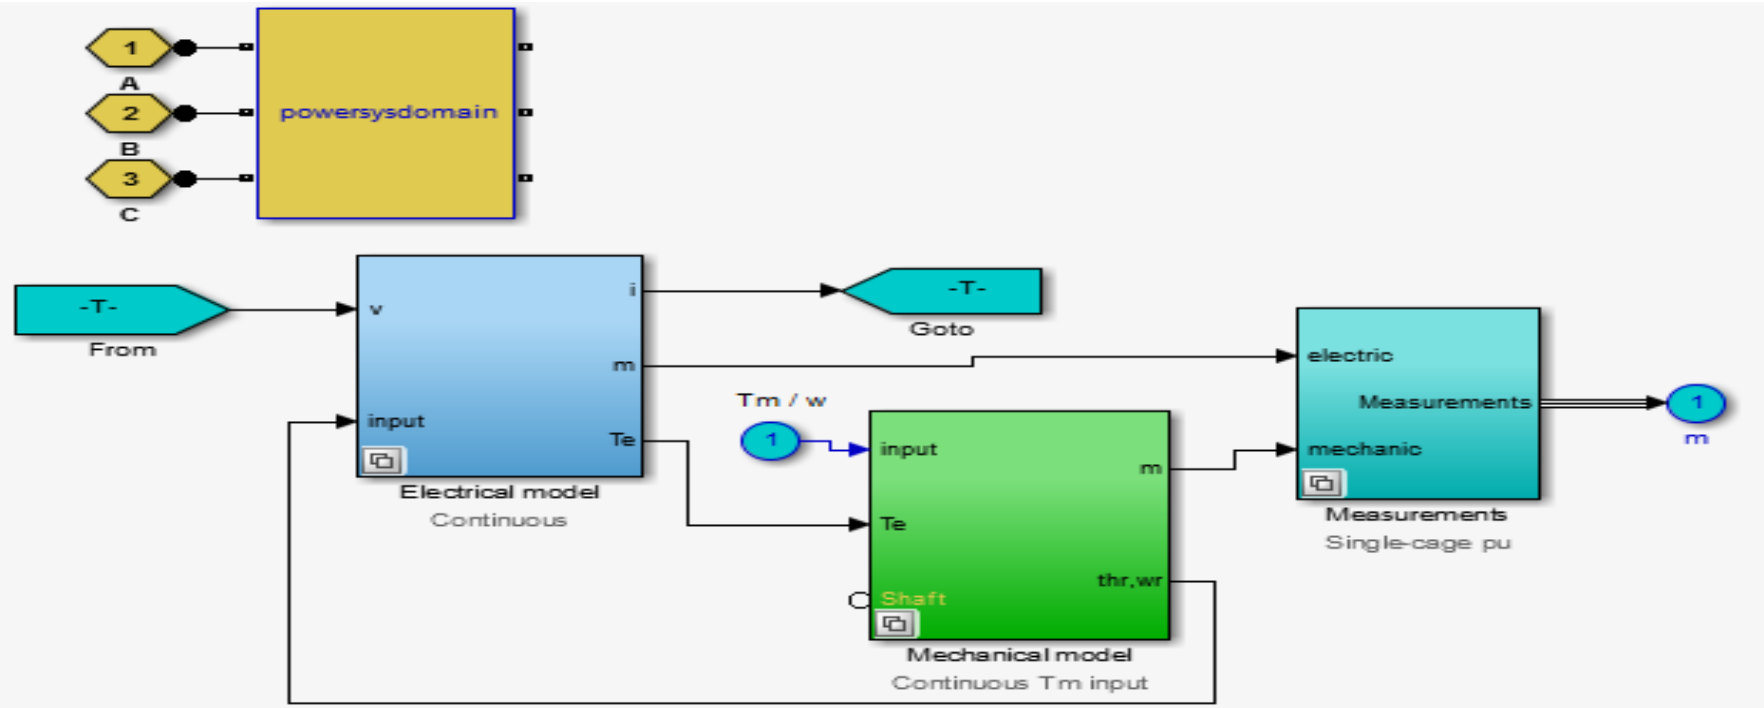 1
A
2
B
3
C
powersysdomain
-T-
From
v
input
i
m
Te
Electrical model
Continuous
-T-
Goto
Tm / w
1
input
Te
Shaft
m
thr,wr
Mechanical model
Continuous Tm input
electric
Measurements
mechanic
Measurements
Single-cage pu
1
m